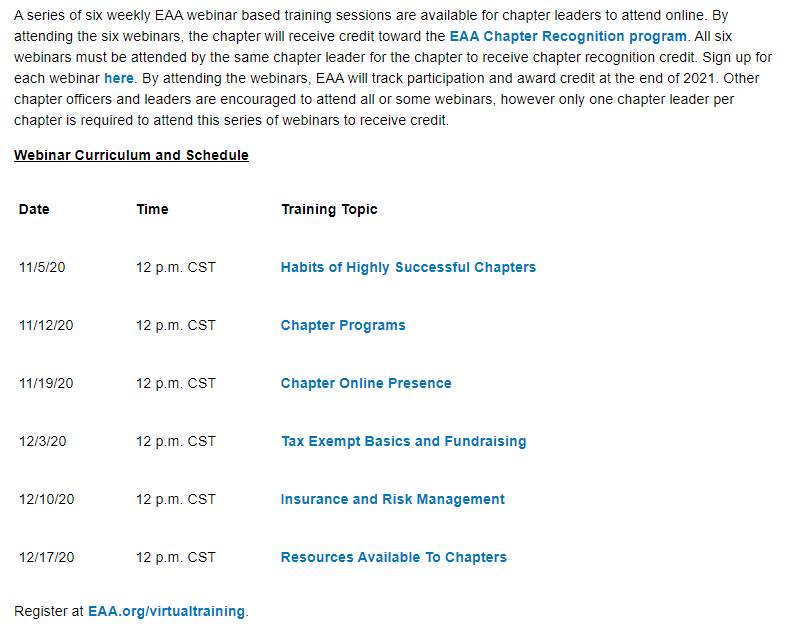 A series of six weekly EAA webinar based training sessions are available for chapter leaders to attend online. By
attending the six webinars, the chapter will receive credit toward the EAA Chapter Recognition program. All six
webinars must be attended by the same chapter leader for the chapter to receive chapter recognition credit. Sign up for
each webinar here. By attending the webinars, EAA will track participation and award credit at the end of 2021. Other
chapter officers and leaders are encouraged to attend all or some webinars, however only one chapter leader per
chapter is required to attend this series of webinars to receive credit.
Webinar Curriculum and Schedule
Date Time Training Topic
11/5/20 12 p.m. CST Habits of Highly Successful Chapters
11/12/20 12 p.m. CST Chapter Programs
11/19/20 12 p.m. CST Chapter Online Presence
12/3/20 12 p.m. CST Tax Exempt Basics and Fundraising
12/10/20 12 p.m. CST Insurance and Risk Management
12/17/20 12 p.m. CST Resources Available To Chapters
Register at EAA.org/virtualtraining.